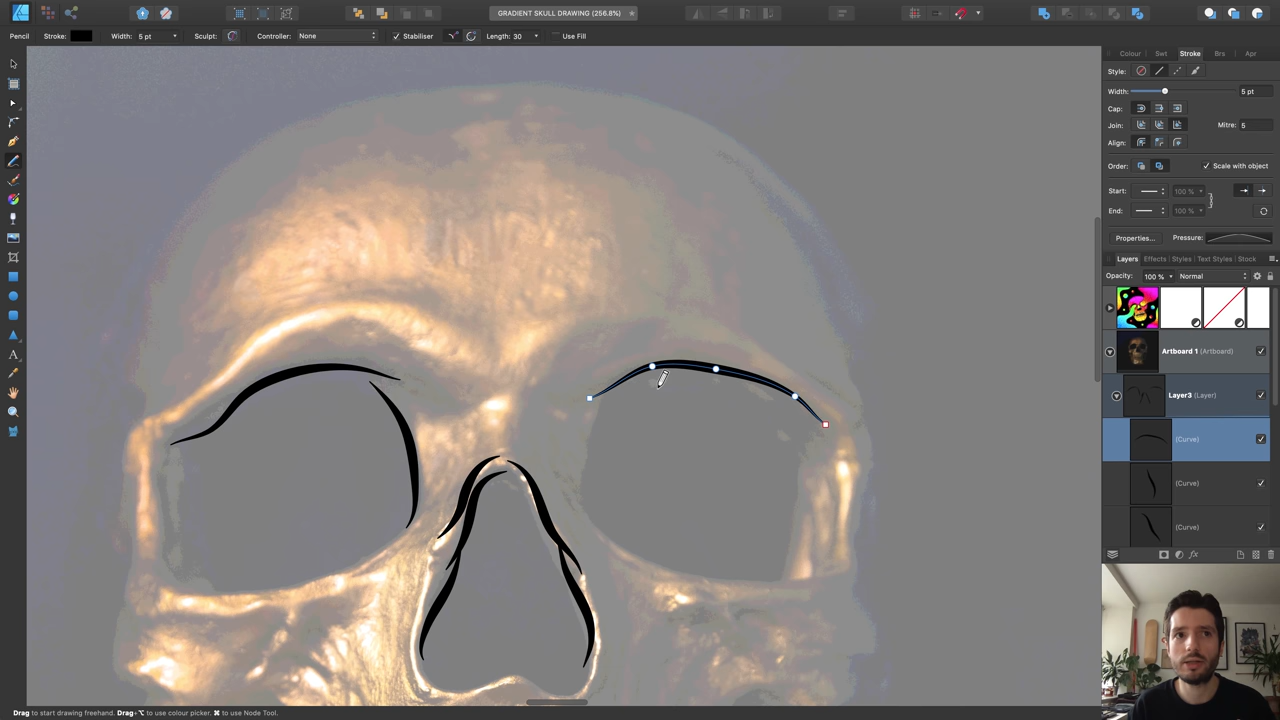 GRADIENT SKULL DRAWING (256.8%)
Pencil Stroke: Width: 5 pt Sculpt: Controller: None Stabiliser Length: 30 Use Fill
Colour Swt Stroke Brs Apr
Style:
Width: 5 pt
Cap:
Join: Mitre: 5
Align:
Order: Scale with object
Start: 100 %
End: 100 %
Properties... Pressure:
Layers Effects Styles Text Styles Stock
Opacity: 100 % Normal
Artboard 1 (Artboard)
Layer3 (Layer)
(Curve)
(Curve)
(Curve)
fx
Drag to start drawing freehand. Drag+⌥ to use colour picker. ⌘ to use Node Tool.